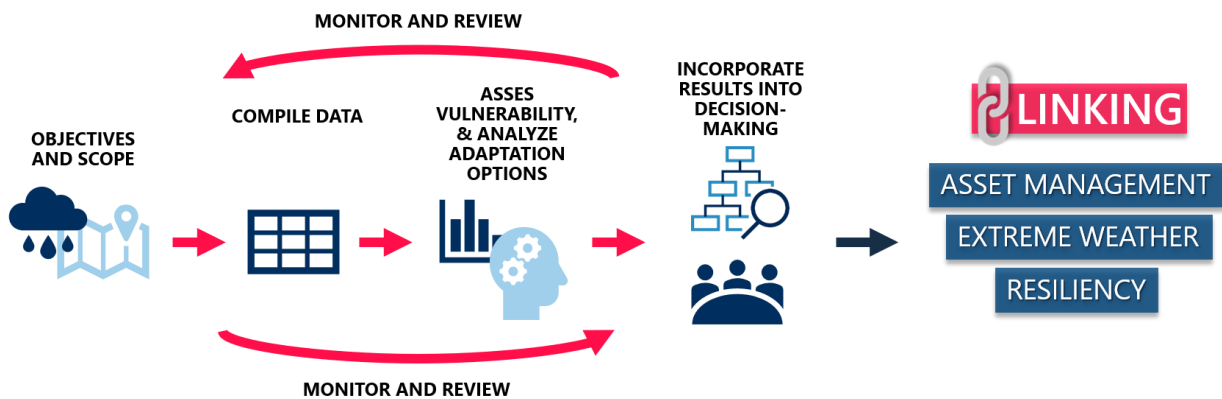 MONITOR AND REVIEW
OBJECTIVES
AND SCOPE
COMPILE DATA
ASSES
VULNERABILITY,
& ANALYZE
ADAPTATION
OPTIONS
INCORPORATE
RESULTS INTO
DECISION-
MAKING
MONITOR AND REVIEW
LINKING
ASSET MANAGEMENT
EXTREME WEATHER
RESILIENCY